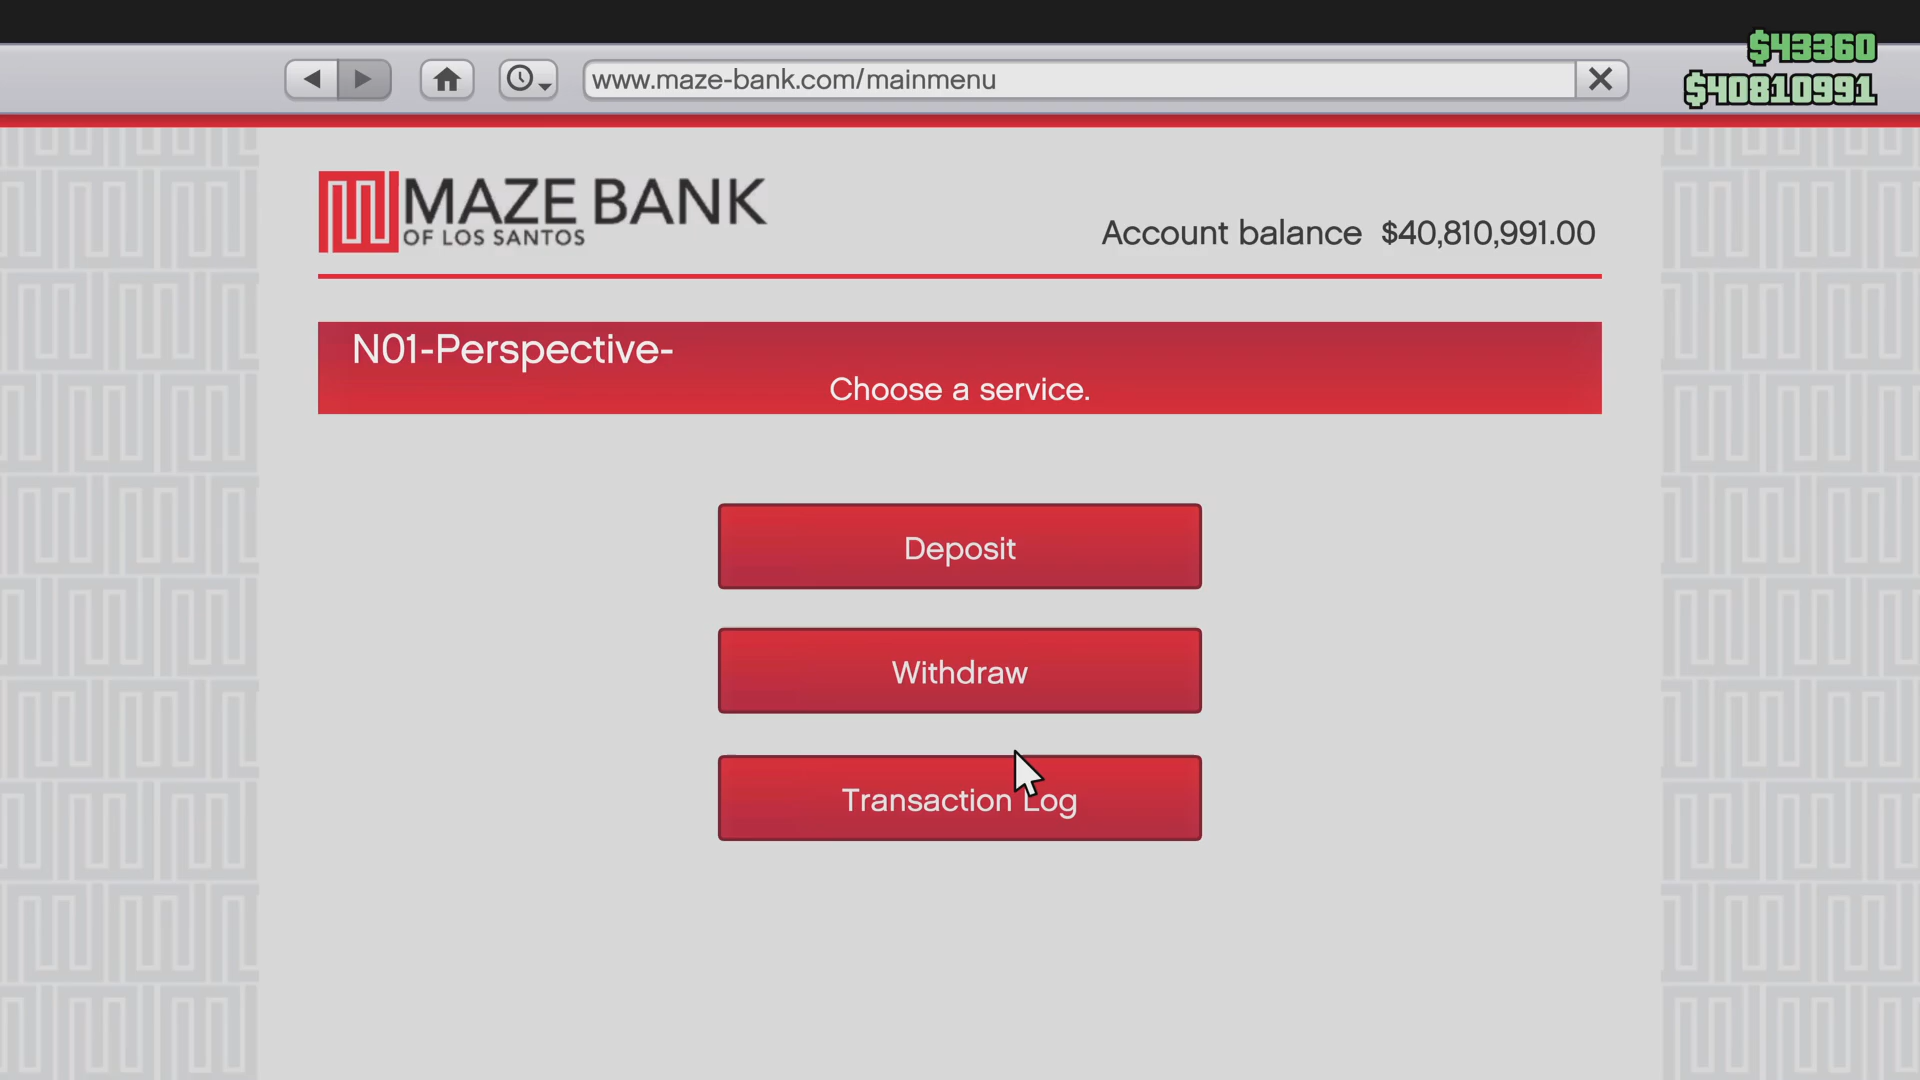 $43360
www.maze-bank.com/mainmenu
$40810991
MAZE BANK
OF LOS SANTOS
Account balance $40,810,991.00
N01-Perspective-
Choose a service.
Deposit
Withdraw
Transaction Log